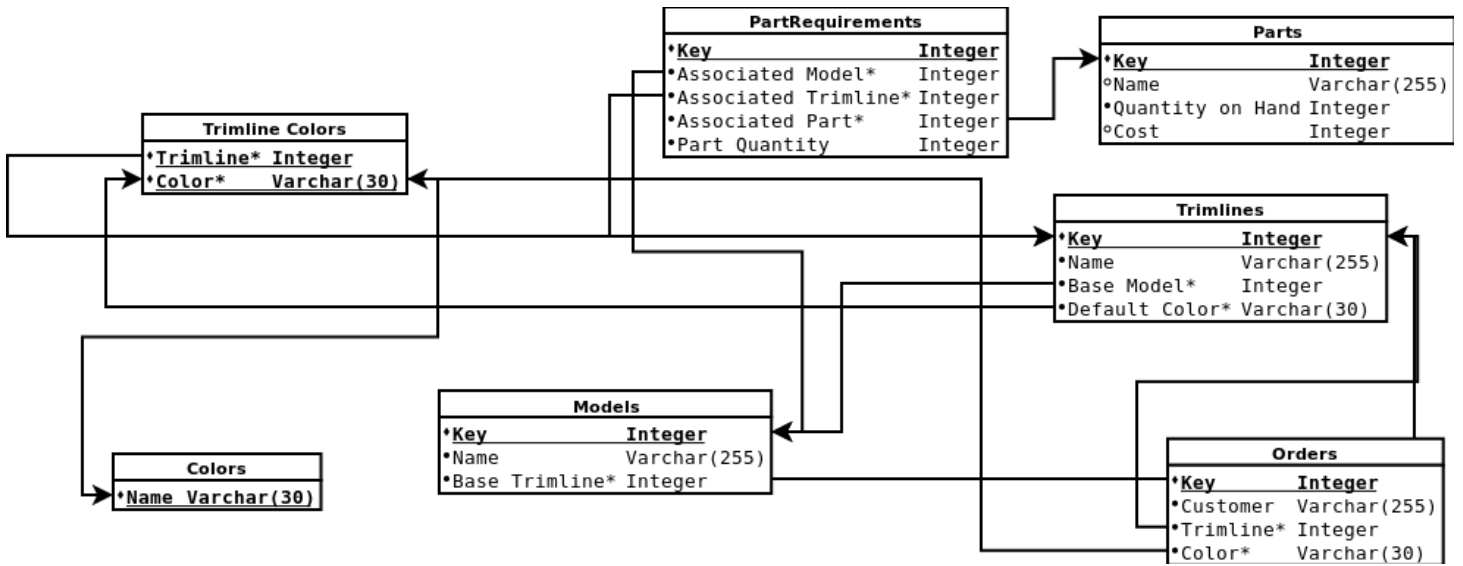 PartRequirements
Key Integer
Associated Model* Integer
Associated Trimline* Integer
Associated Part* Integer
Part Quantity Integer
Parts
Key Integer
Name Varchar(255)
Quantity on Hand Integer
Cost Integer
Trimline Colors
Trimline* Integer
Color* Varchar(30)
Trimlines
Key Integer
Name Varchar(255)
Base Model* Integer
Default Color* Varchar(30)
Models
Key Integer
Name Varchar(255)
Base Trimline* Integer
Colors
Name Varchar(30)
Orders
Key Integer
Customer Varchar(255)
Trimline* Integer
Color* Varchar(30)